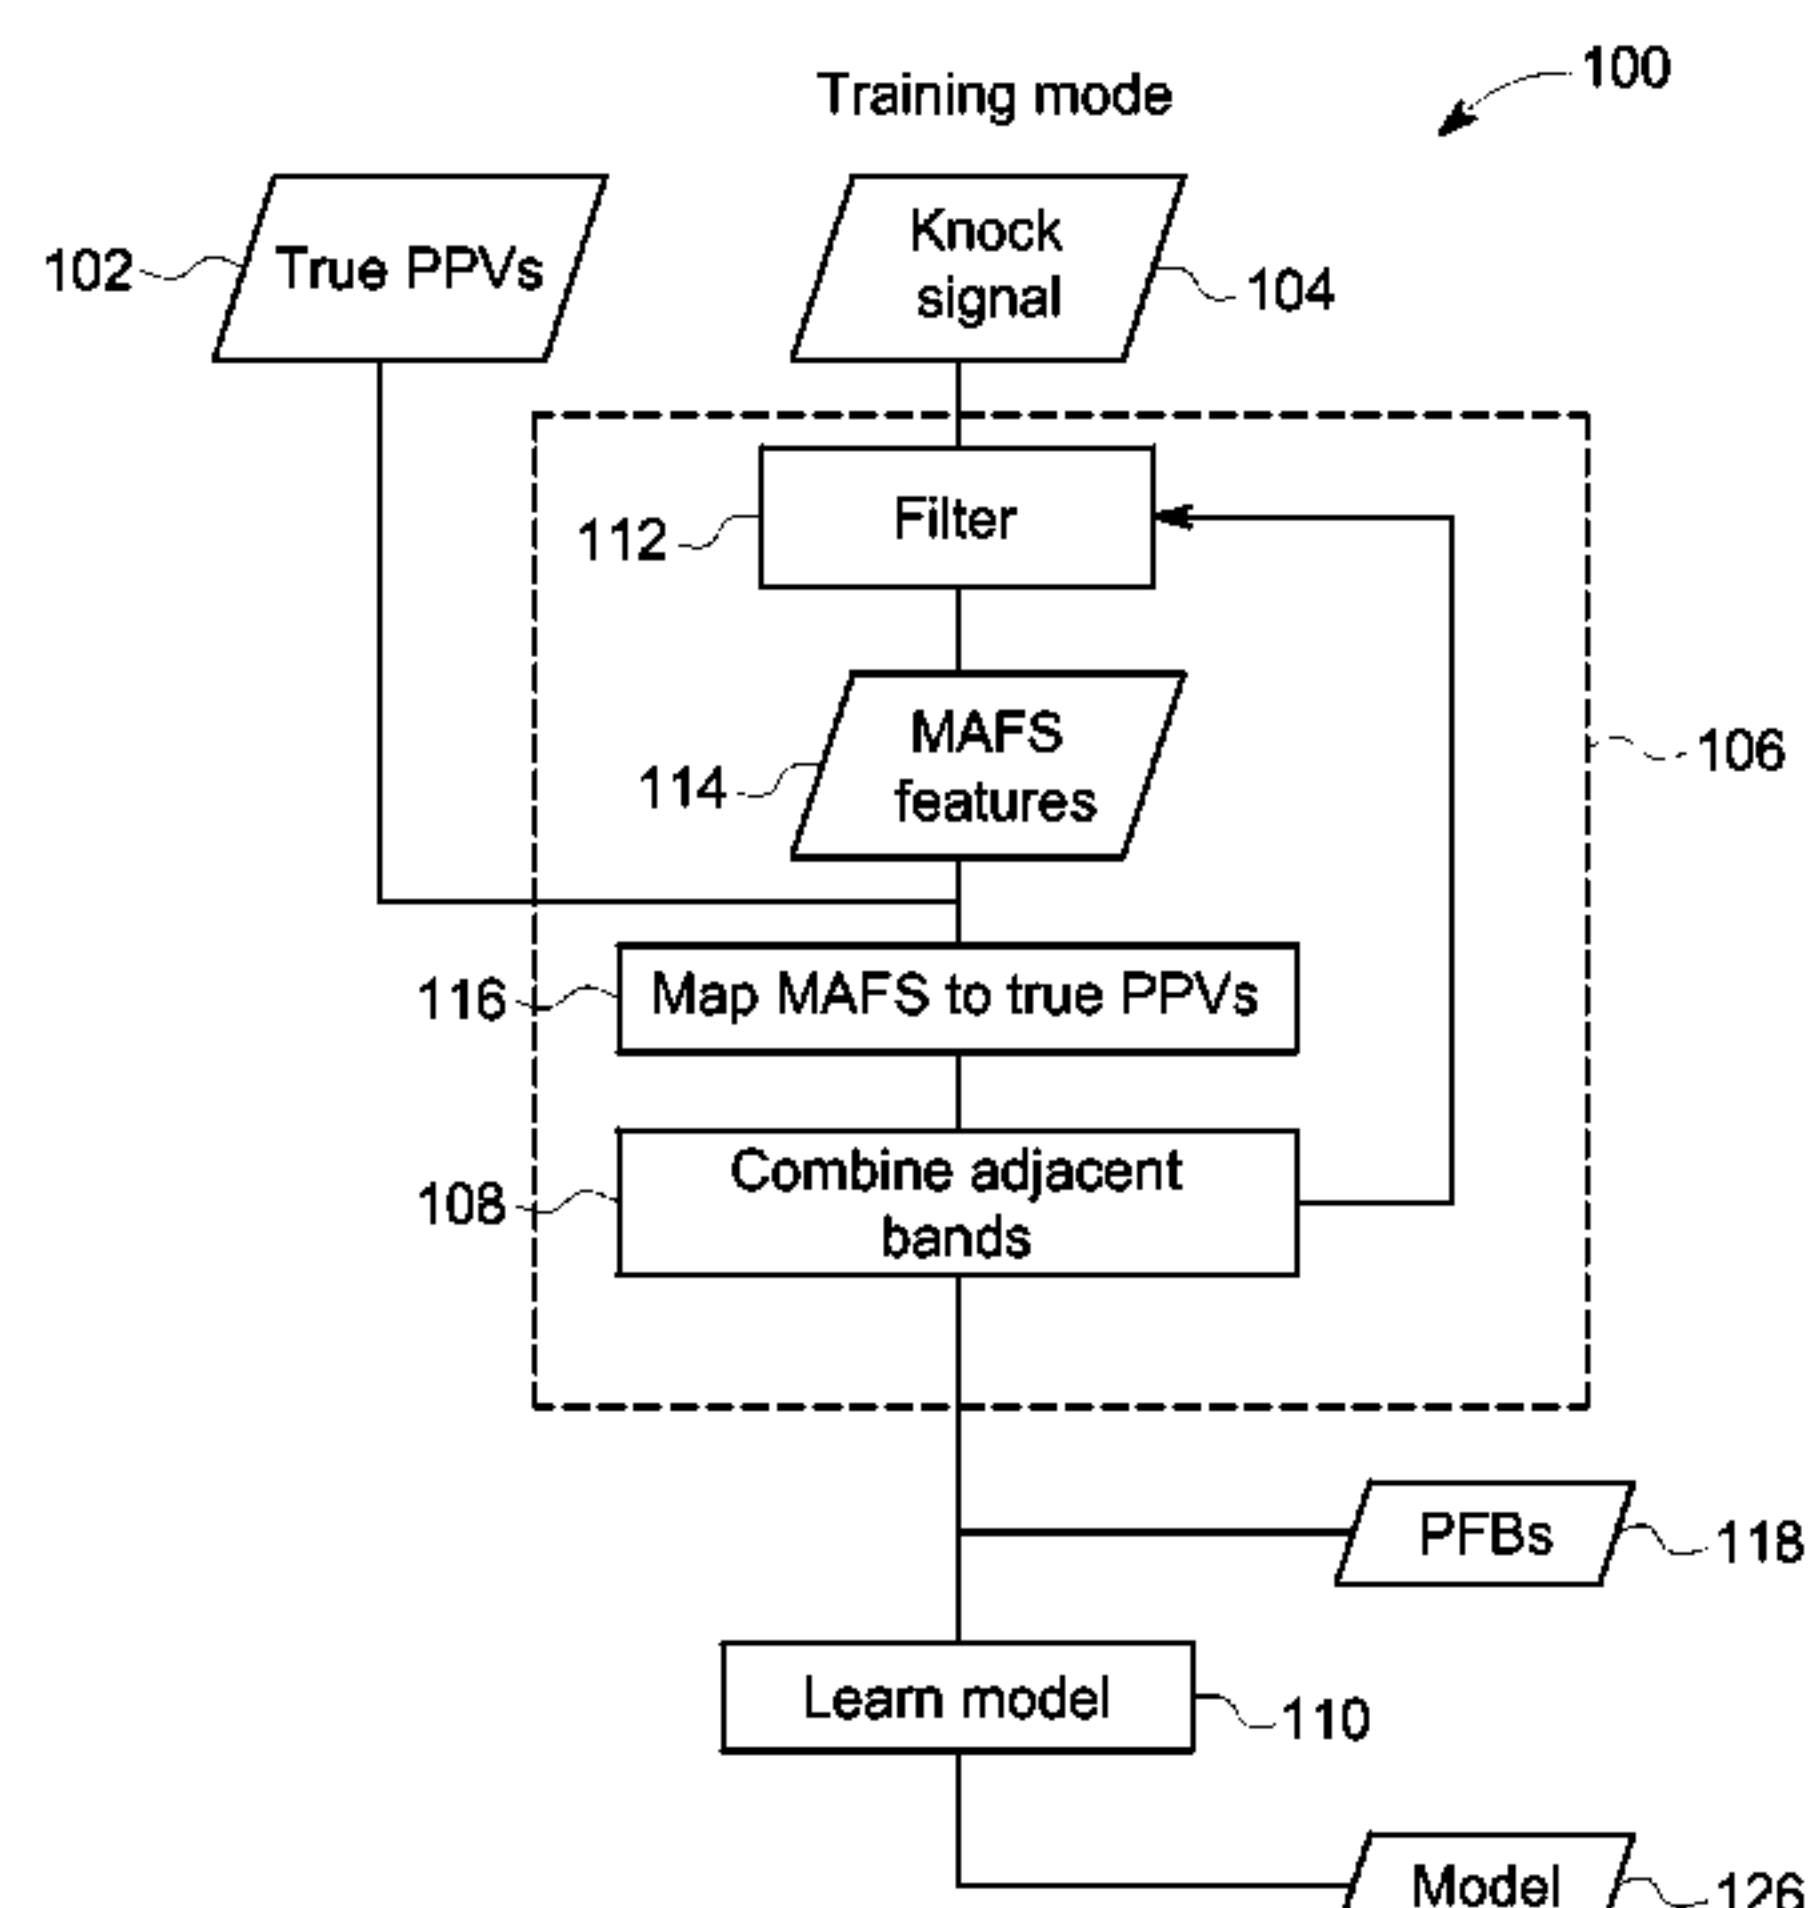 100
Training mode
102
True PPVs
Knock
signal
104
112
Filter
114
MAFS
features
106
116
Map MAFS to true PPVs
108
Combine adjacent
bands
PFBs
118
Learn model
110
Model
126